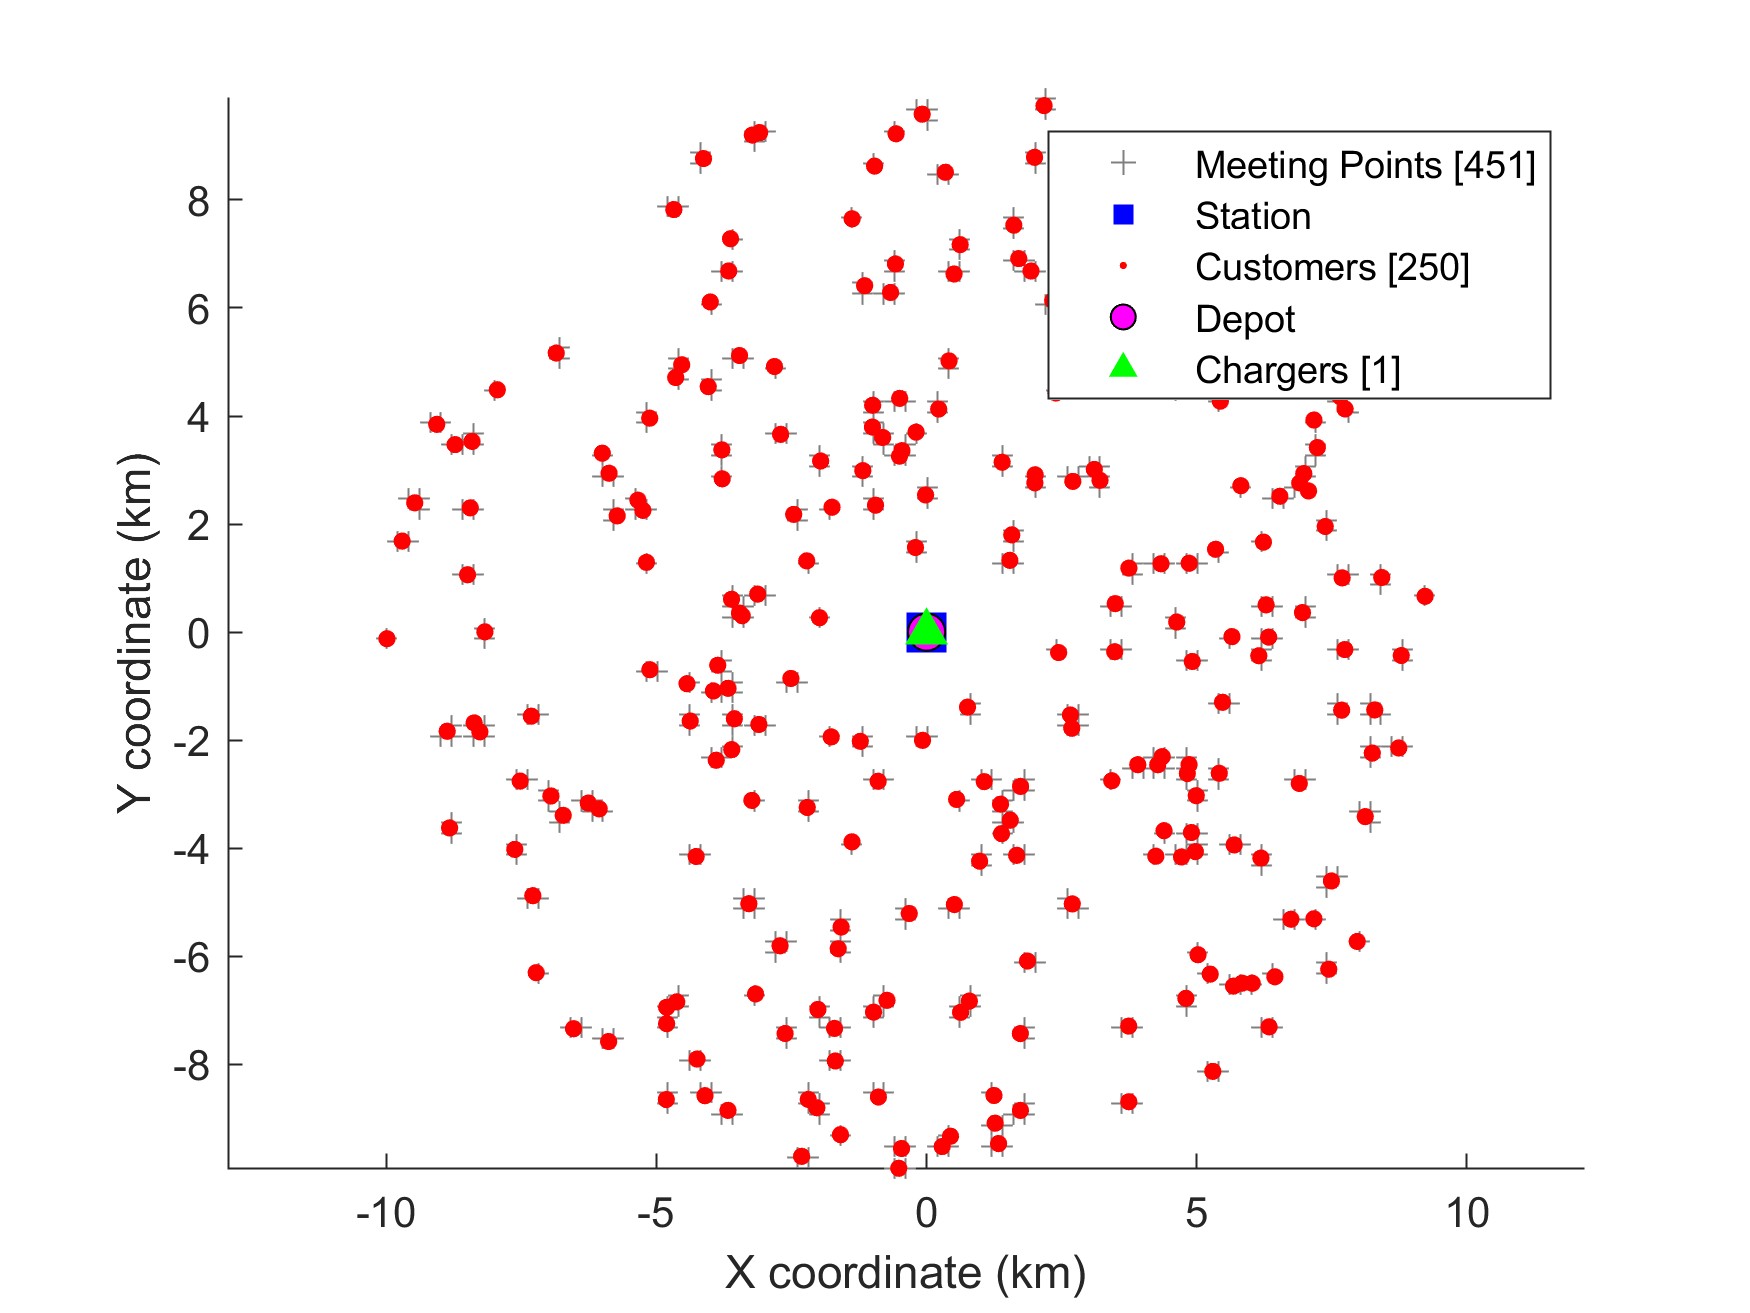 Meeting Points [451]
Station
Customers [250]
Depot
Chargers [1]
8
6
4
2
0
-2
-4
-6
-8
Y coordinate (km)
-10
-5
0
5
10
X coordinate (km)